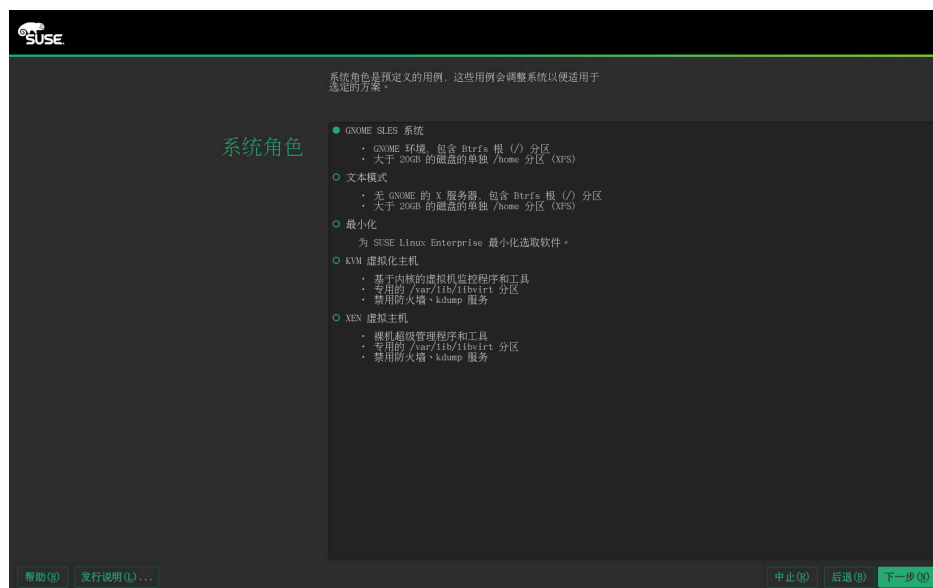 SUSE.
系统角色是预定义的用例，这些用例会调整系统以便适用于
选定的方案。
系统角色
GNOME SLES 系统
· GNOME 环境，包含 Btrfs 根 (/) 分区
· 大于 20GB 的磁盘的单独 /home 分区 (XFS)
文本模式
· 无 GNOME 的 X 服务器，包含 Btrfs 根 (/) 分区
· 大于 20GB 的磁盘的单独 /home 分区 (XFS)
最小化
为 SUSE Linux Enterprise 最小化选取软件。
KVM 虚拟化主机
· 基于内核的虚拟机监控程序和工具
· 专用的 /var/lib/libvirt 分区
· 禁用防火墙、kdump 服务
XEN 虚拟主机
· 裸机超级管理程序和工具
· 专用的 /var/lib/libvirt 分区
· 禁用防火墙、kdump 服务
帮助(H) 发行说明(L)... 中止(R) 后退(B) 下一步(N)